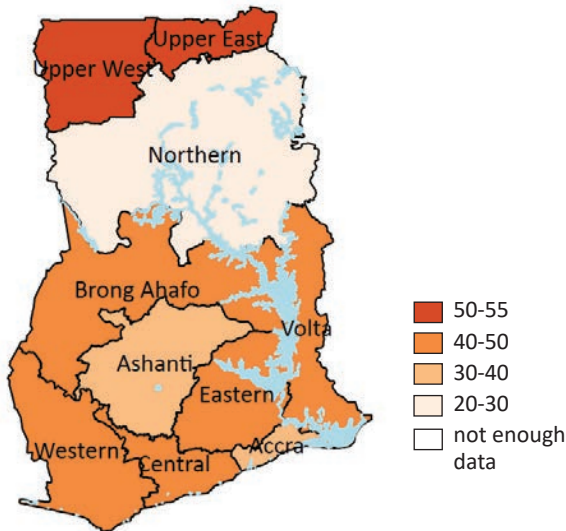 Upper East
Upper West
Northern
Brong Ahafo
Volta
Ashanti
Eastern
Western
Central
Accra
50-55
40-50
30-40
20-30
not enough
data